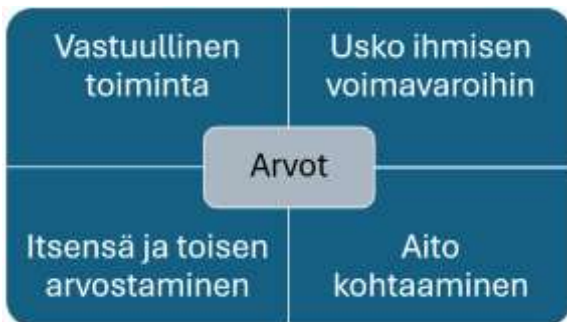 Vastuullinen
toiminta
Usko ihmisen
voimavaroihin
Arvot
Itsensä ja toisen
arvostaminen
Aito
kohtaaminen